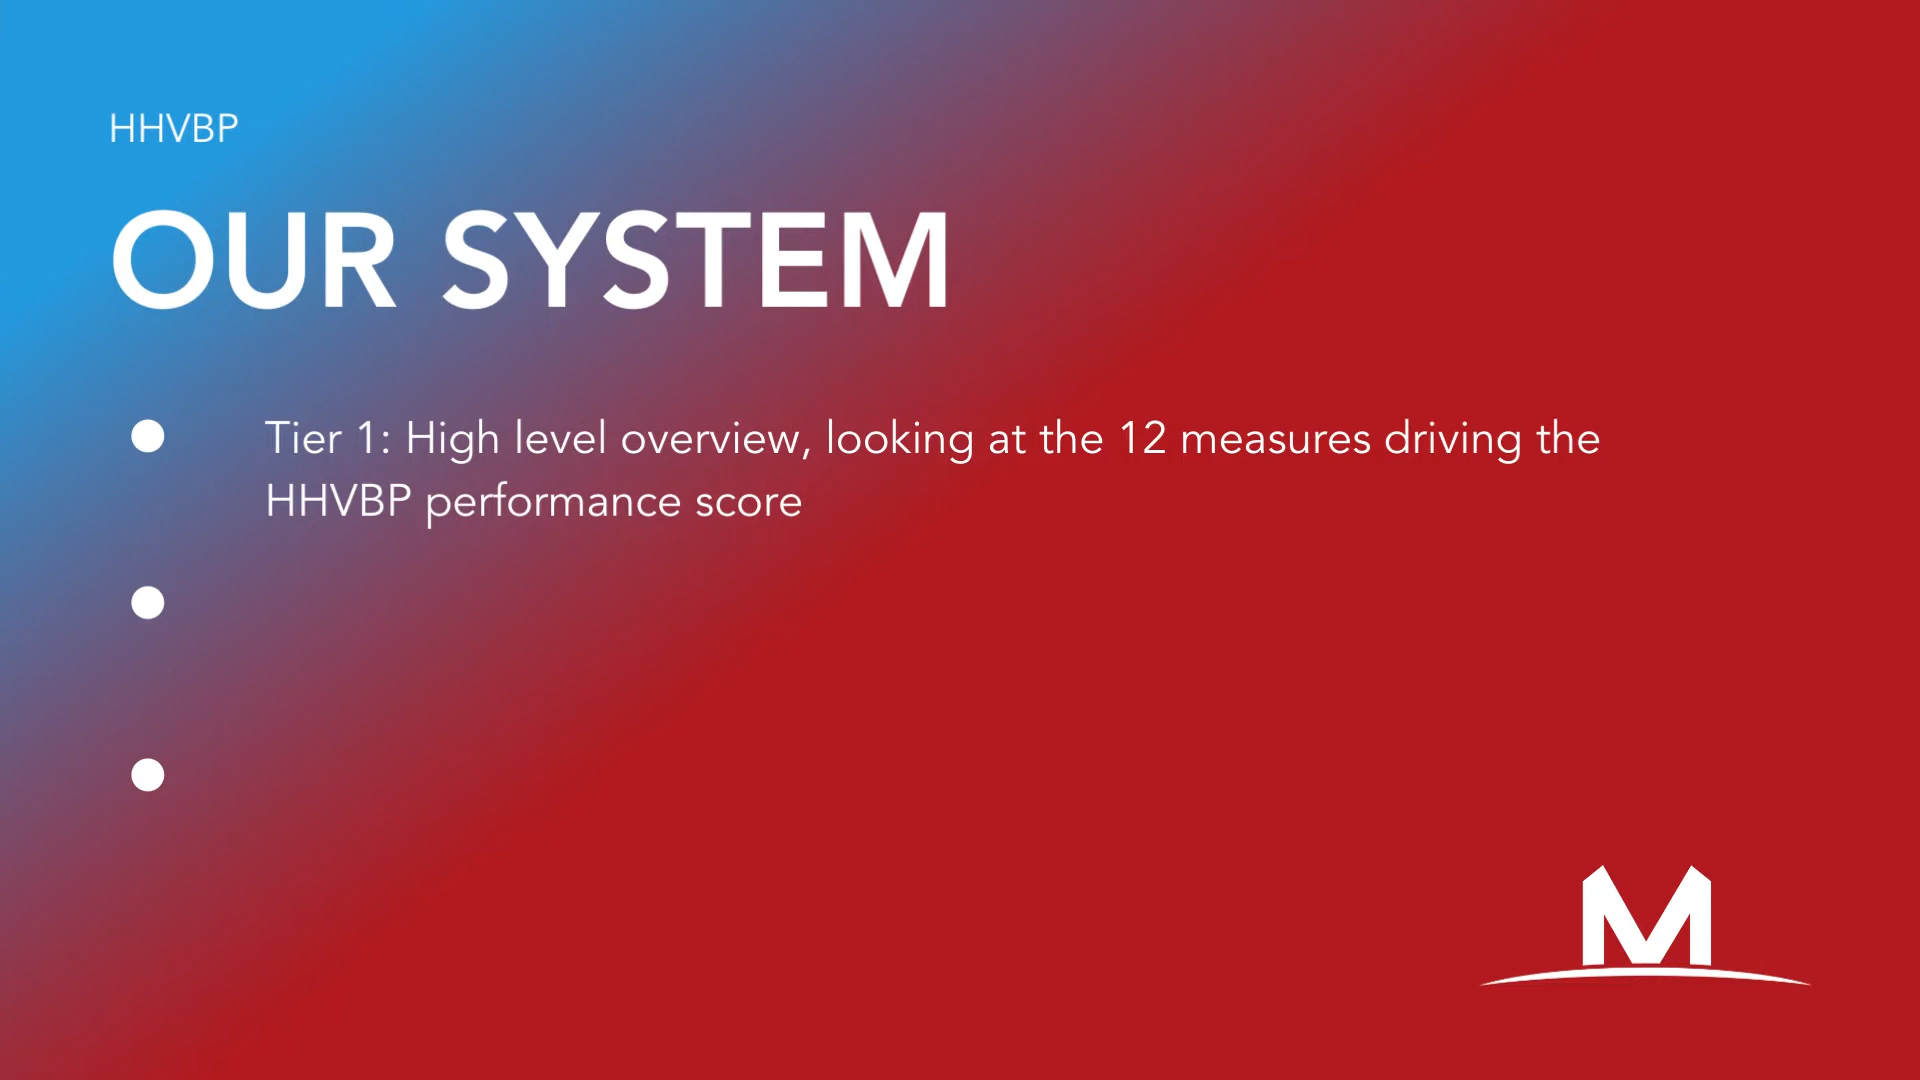 HHVBP
OUR SYSTEM
● Tier 1: High level overview, looking at the 12 measures driving the
HHVBP performance score
●
●
M